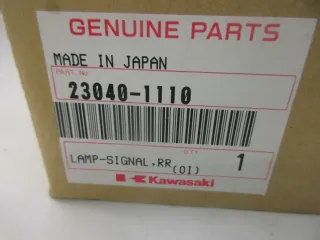 GENUINE PARTS
MADE IN JAPAN
PART NO
23040-1110
QTY
LAMP-SIGNAL,RR 1
(OI)
Kawasaki